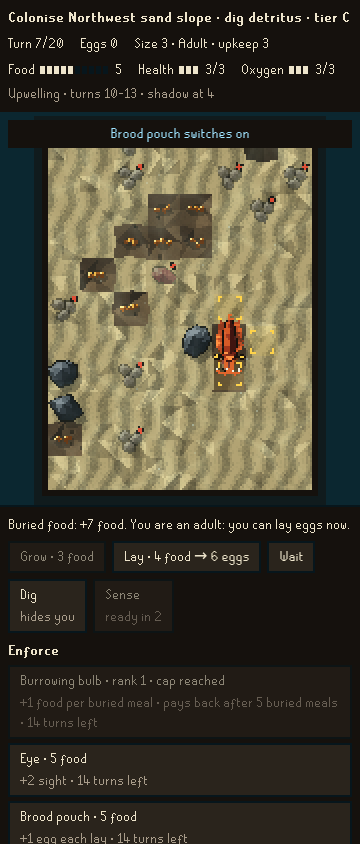 Colonise Northwest sand slope · dig detritus · tier C
Turn 7/20 Eggs 0 Size 3 · Adult · upkeep 3
Food 5 Health 3/3 Oxygen 3/3
Upwelling · turns 10-13 · shadow at 4
Brood pouch switches on
Buried food: +7 food. You are an adult: you can lay eggs now.
Grow · 3 food
Lay · 4 food → 6 eggs
Wait
Dig
hides you
Sense
ready in 2
Enforce
Burrowing bulb · rank 1 · cap reached
+1 food per buried meal · pays back after 5 buried meals
· 14 turns left
Eye · 5 food
+2 sight · 14 turns left
Brood pouch · 5 food
+1 egg each lay · 14 turns left